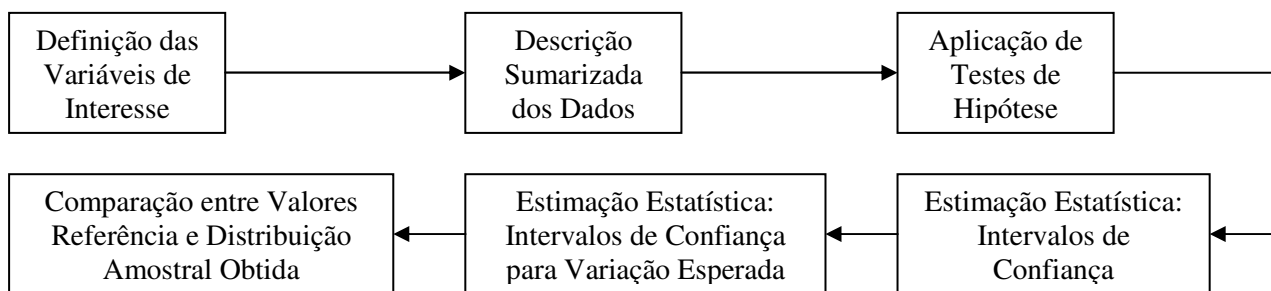 Definição das
Variáveis de
Interesse
Descrição
Sumarizada
dos Dados
Aplicação de
Testes de
Hipótese
Estimação Estatística:
Intervalos de
Confiança
Estimação Estatística:
Intervalos de Confiança
para Variação Esperada
Comparação entre Valores
Referência e Distribuição
Amostral Obtida